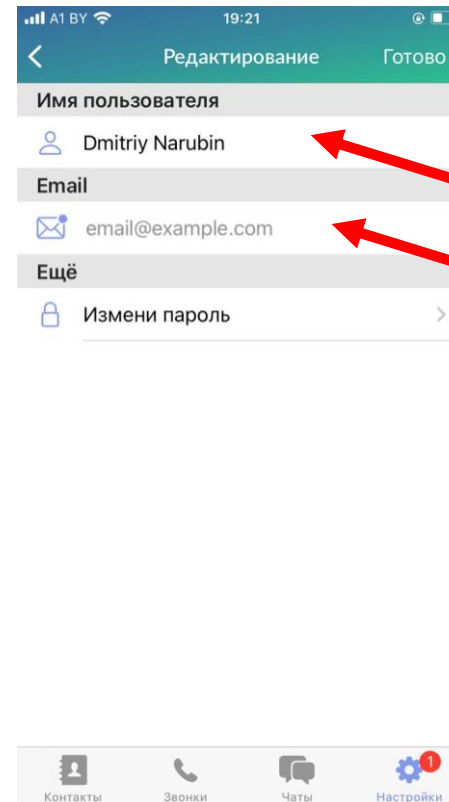 A1 BY 19:21
Редактирование Готово
Имя пользователя
Dmitriy Narubin
Email
email@example.com
Ещё
Измени пароль
1
Контакты Звонки Чаты Настройки